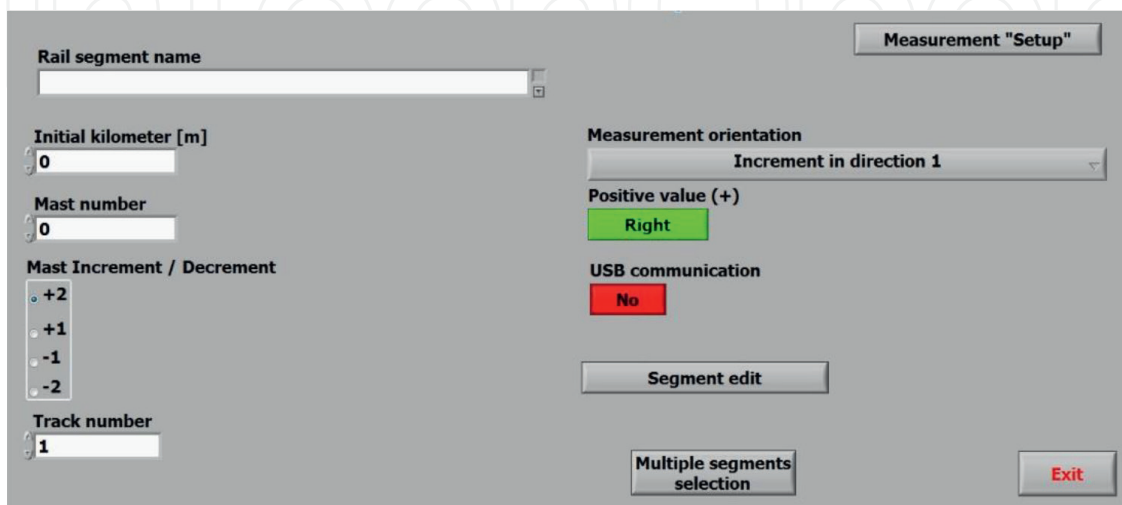 Measurement "Setup"
Rail segment name
Initial kilometer [m]
0
Mast number
0
Mast Increment / Decrement
+2
+1
-1
-2
Track number
1
Measurement orientation
Increment in direction 1
Positive value (+)
Right
USB communication
No
Segment edit
Multiple segments
selection
Exit